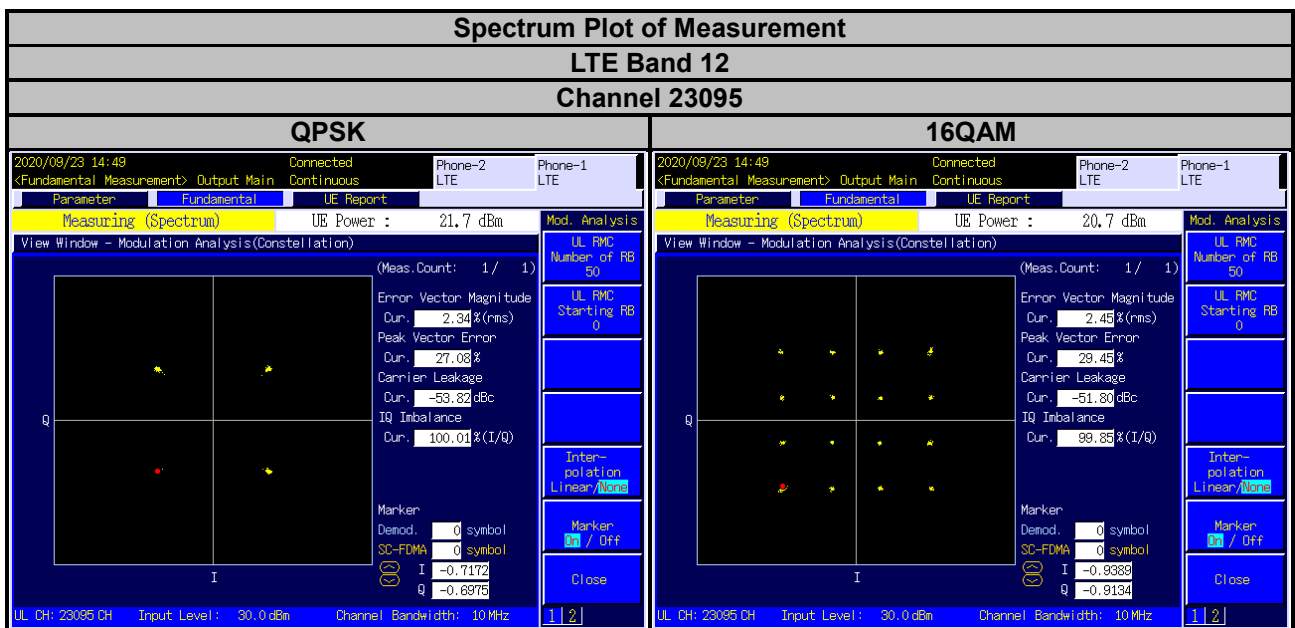 Spectrum Plot of Measurement
LTE Band 12
Channel 23095
QPSK
16QAM
2020/09/23 14:49
Connected
Phone-2
Phone-1
<Fundamental Measurement> Output Main
Continuous
LTE
LTE
Parameter
Fundamental
UE Report
Measuring (Spectrum)
UE Power : 21.7 dBm
Mod. Analysis
View Window - Modulation Analysis(Constellation)
(Meas.Count: 1/ 1)
Error Vector Magnitude
Cur. 2.34 %(rms)
Peak Vector Error
Cur. 27.08 %
Carrier Leakage
Cur. -53.82 dBc
IQ Imbalance
Cur. 100.01 %(I/Q)
Marker
Demod. 0 symbol
SC-FDMA 0 symbol
I -0.7172
Q -0.6975
Q
I
UL RMC
Number of RB
50
UL RMC
Starting RB
0
Inter-
polation
Linear/None
Marker
On / Off
Close
UL CH: 23095 CH Input Level: 30.0 dBm Channel Bandwidth: 10 MHz
1 2
2020/09/23 14:49
Connected
Phone-2
Phone-1
<Fundamental Measurement> Output Main
Continuous
LTE
LTE
Parameter
Fundamental
UE Report
Measuring (Spectrum)
UE Power : 20.7 dBm
Mod. Analysis
View Window - Modulation Analysis(Constellation)
(Meas.Count: 1/ 1)
Error Vector Magnitude
Cur. 2.45 %(rms)
Peak Vector Error
Cur. 29.45 %
Carrier Leakage
Cur. -51.80 dBc
IQ Imbalance
Cur. 99.85 %(I/Q)
Marker
Demod. 0 symbol
SC-FDMA 0 symbol
I -0.9389
Q -0.9134
Q
I
UL RMC
Number of RB
50
UL RMC
Starting RB
0
Inter-
polation
Linear/None
Marker
On / Off
Close
UL CH: 23095 CH Input Level: 30.0 dBm Channel Bandwidth: 10 MHz
1 2